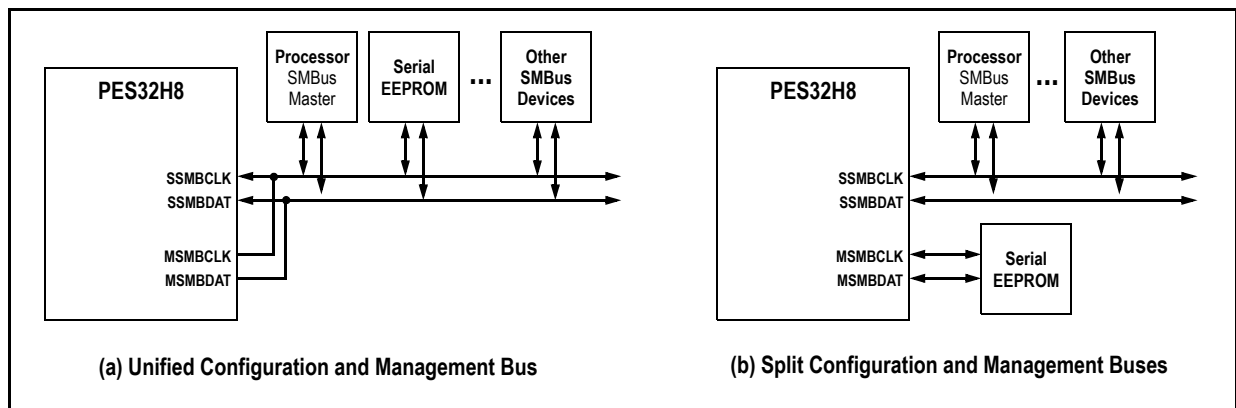 PES32H8
Processor
SMBus
Master
Serial
EEPROM
...
Other
SMBus
Devices
SSMBCLK
SSMBDAT
MSMBCLK
MSMBDAT
(a) Unified Configuration and Management Bus
PES32H8
Processor
SMBus
Master
...
Other
SMBus
Devices
SSMBCLK
SSMBDAT
MSMBCLK
MSMBDAT
Serial
EEPROM
(b) Split Configuration and Management Buses